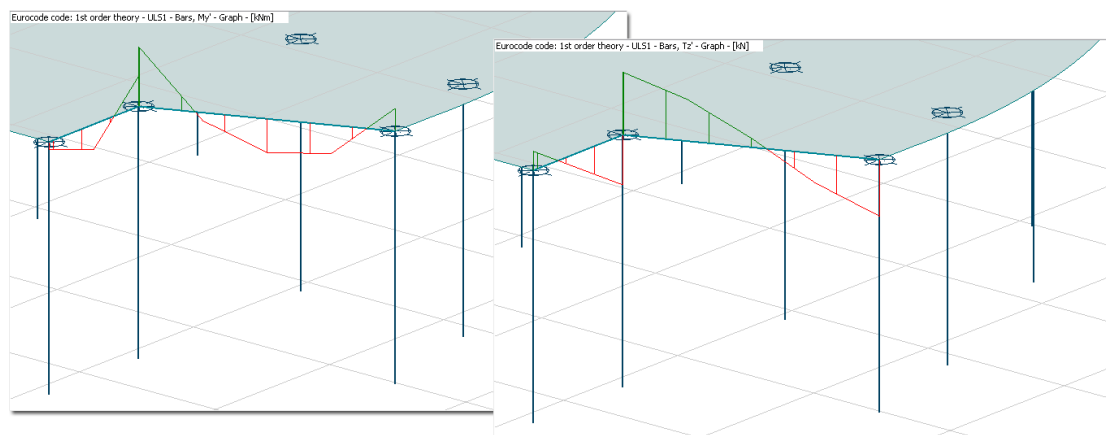 Eurocode code: 1st order theory - ULS1 - Bars, My' - Graph - [kNm]
Eurocode code: 1st order theory - ULS1 - Bars, Tz' - Graph - [kN]